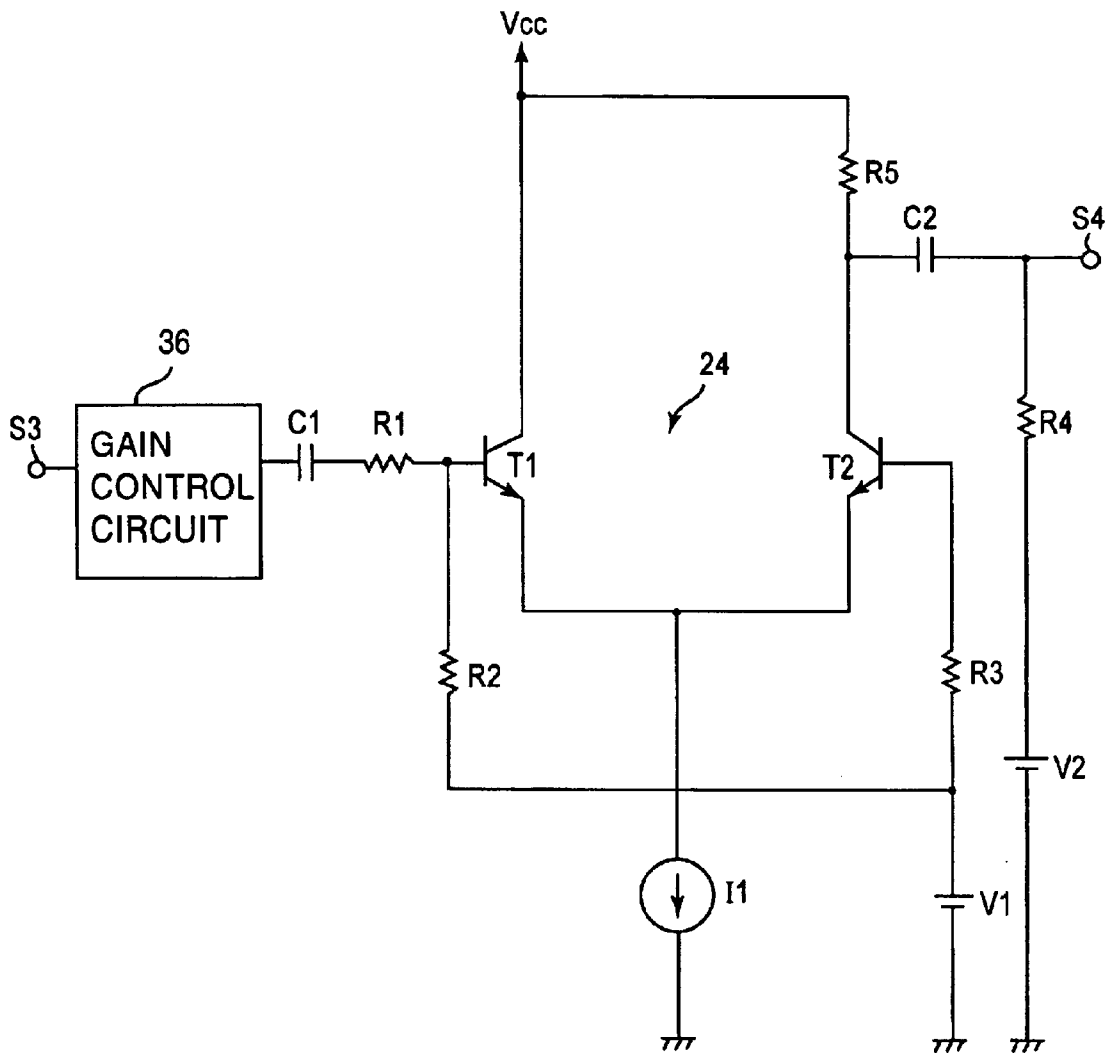 Vcc
R5
C2
S4
36
24
S3
GAIN
CONTROL
CIRCUIT
C1
R1
T1
T2
R4
R2
R3
V2
I1
V1